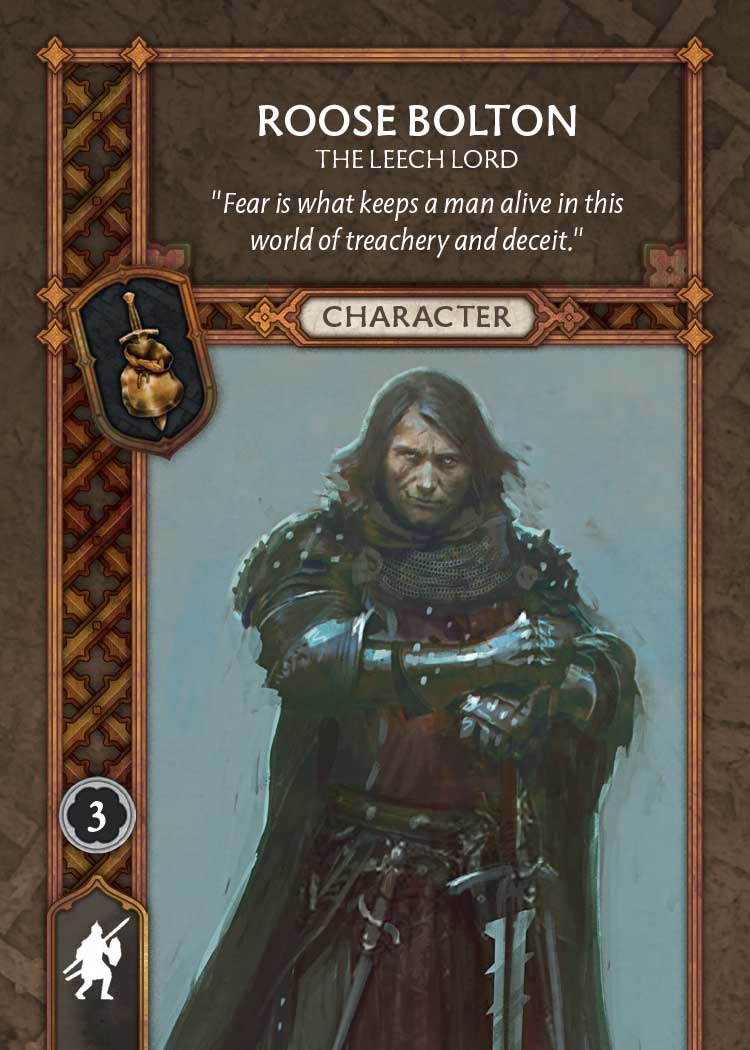 ROOSE BOLTON
THE LEECH LORD
"Fear is what keeps a man alive in this
world of treachery and deceit."
CHARACTER
3